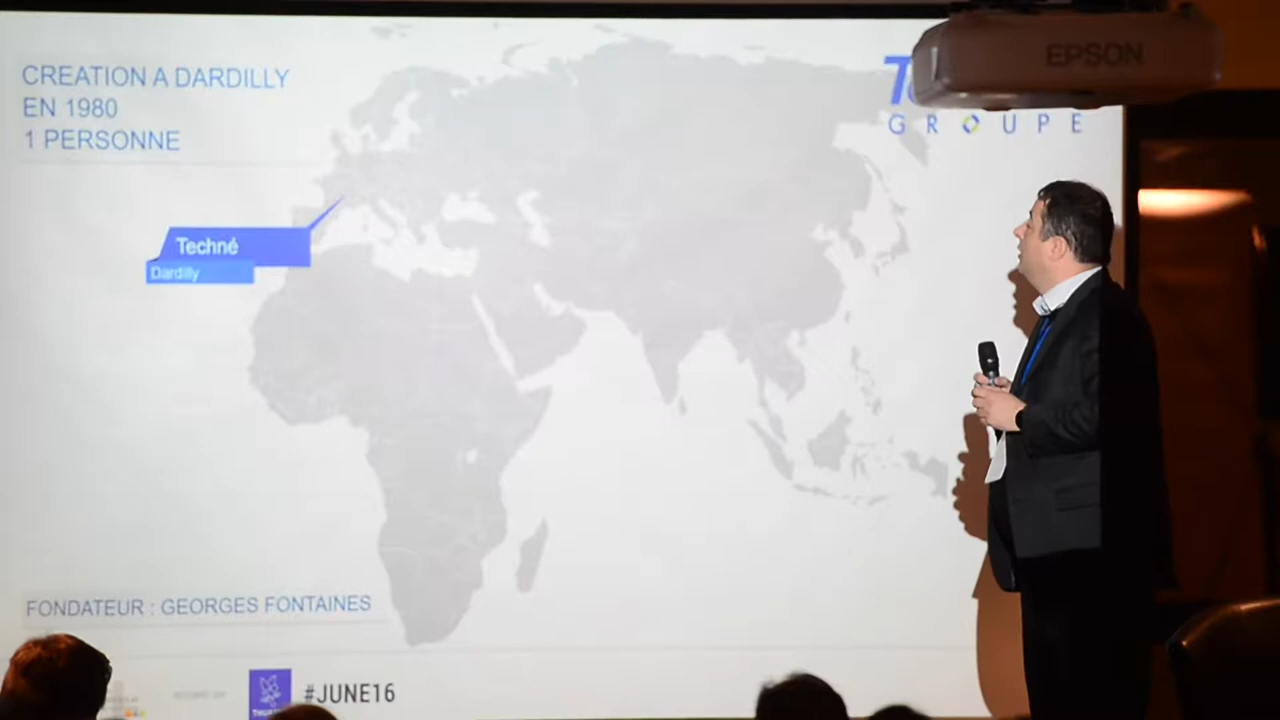 CREATION A DARDILLY
EN 1980
1 PERSONNE
EPSON
GROUPE
Techné
Dardilly
FONDATEUR : GEORGES FONTAINES
#JUNE16